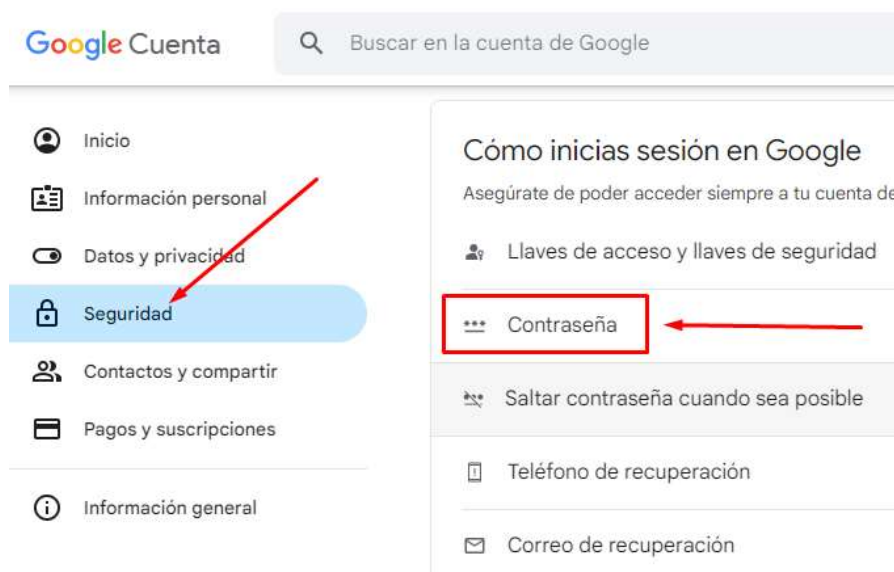 Google Cuenta
Buscar en la cuenta de Google
Inicio
Información personal
Datos y privacidad
Seguridad
Contactos y compartir
Pagos y suscripciones
Información general
Cómo inicias sesión en Google
Asegúrate de poder acceder siempre a tu cuenta de
Llaves de acceso y llaves de seguridad
Contraseña
Saltar contraseña cuando sea posible
Teléfono de recuperación
Correo de recuperación